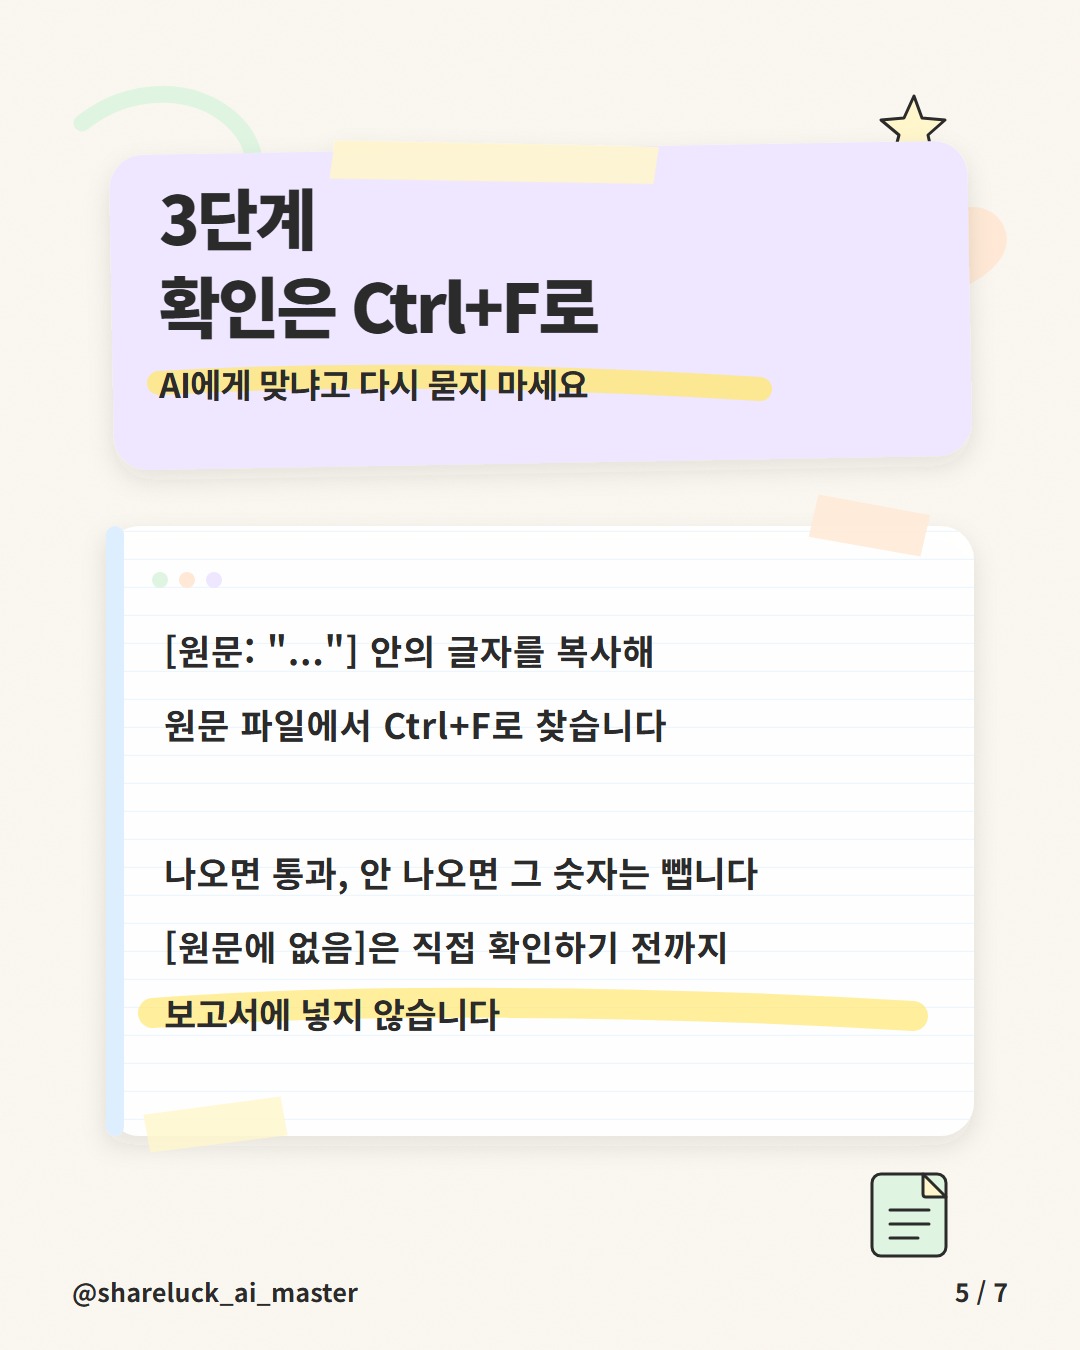 3단계
확인은 Ctrl+F로
AI에게 맞냐고 다시 묻지 마세요
[원문: "..."] 안의 글자를 복사해
원문 파일에서 Ctrl+F로 찾습니다
나오면 통과, 안 나오면 그 숫자는 뺍니다
[원문에 없음]은 직접 확인하기 전까지
보고서에 넣지 않습니다
@shareluck_ai_master
5 / 7